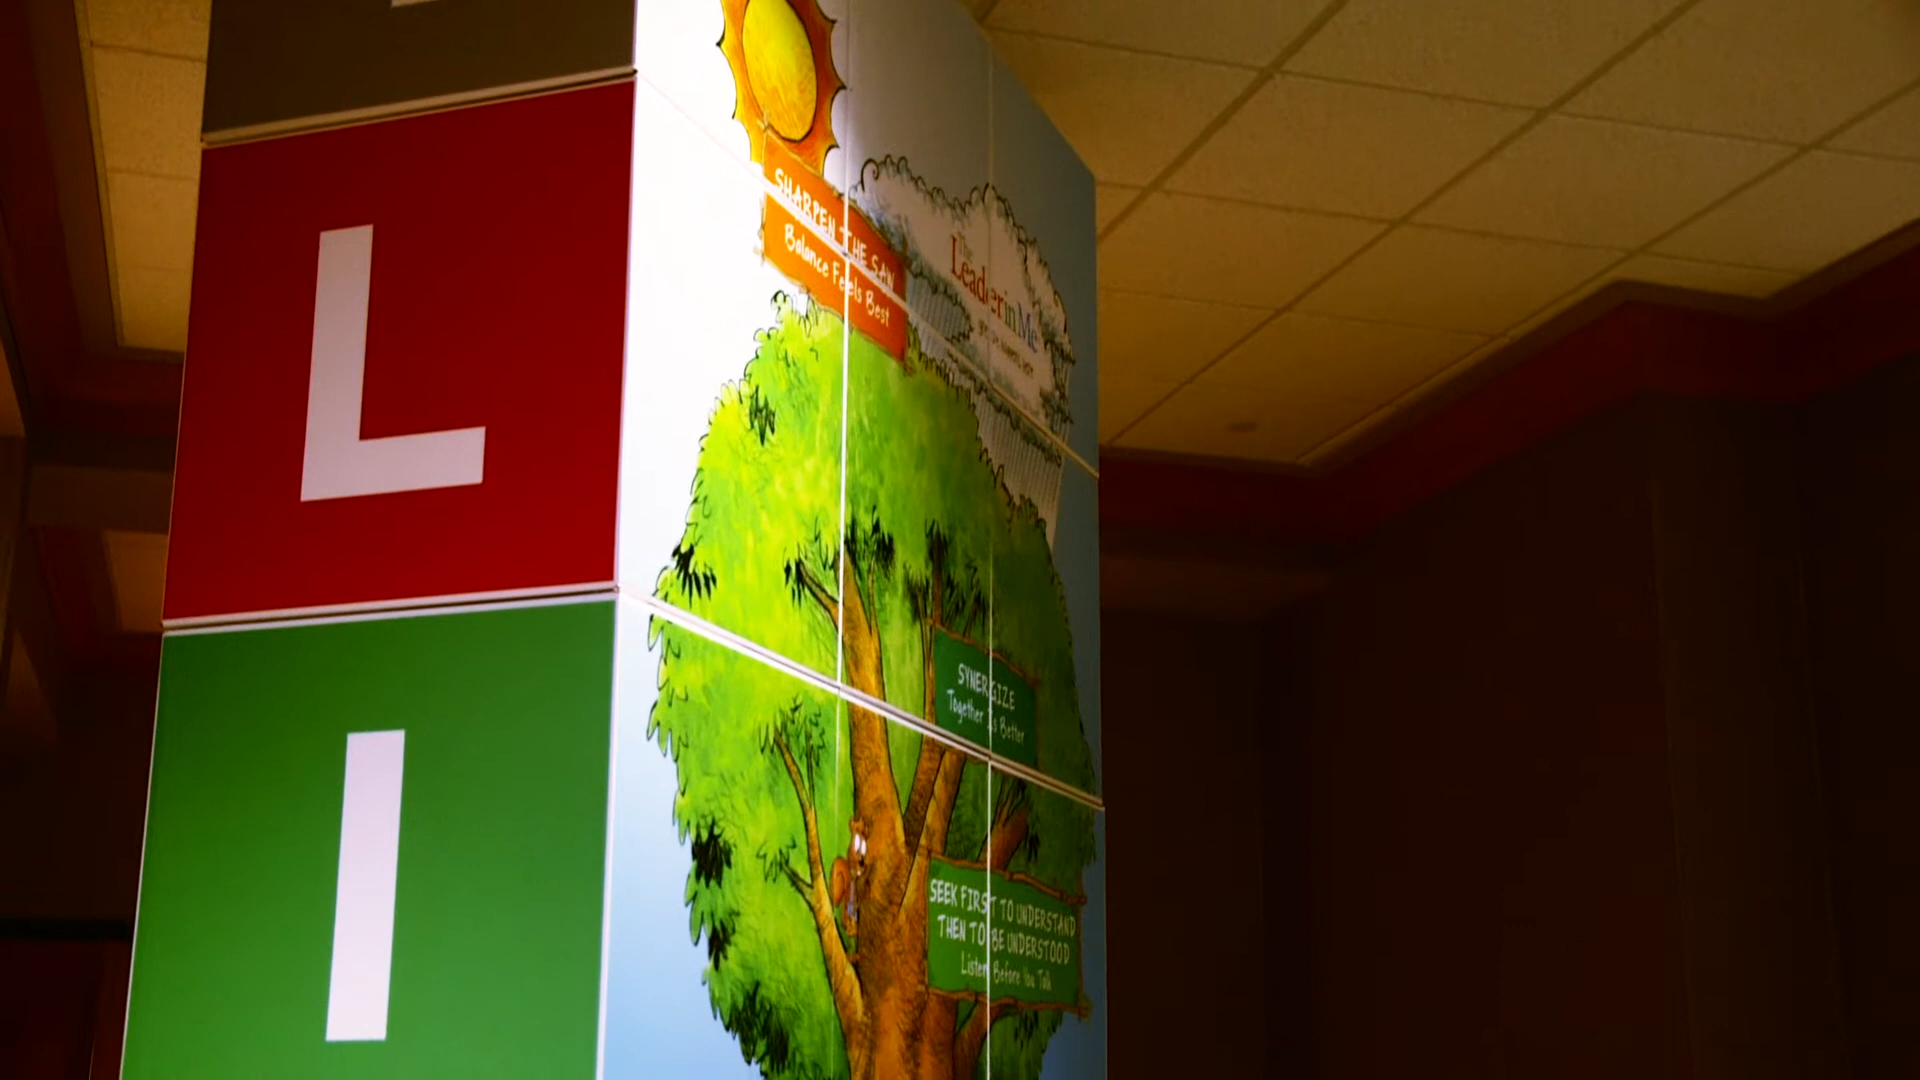 L
I
SHARPEN THE SAW
Balance Feels Best
The
Leader in Me
SYNERGIZE
Together Is Better
SEEK FIRST TO UNDERSTAND
THEN TO BE UNDERSTOOD
Listen Before You Talk